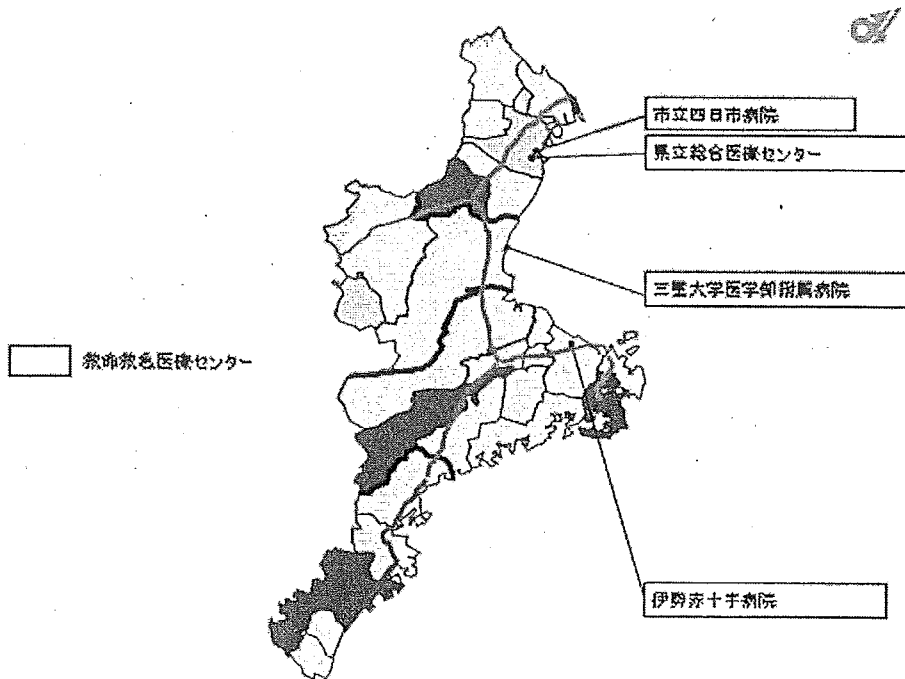 市立四日市病院
県立総合医療センター
三重大学医学部附属病院
救命救急医療センター
伊勢赤十字病院